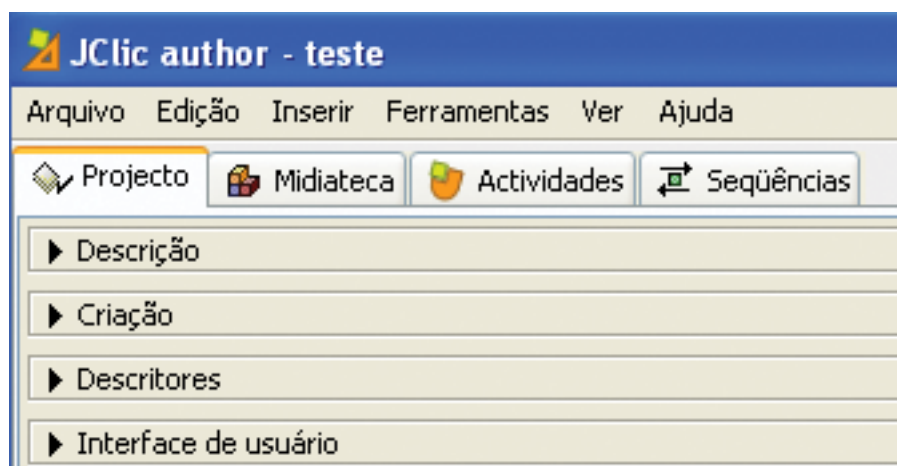 JClic author - teste
Arquivo Edição Inserir Ferramentas Ver Ajuda
Projecto Midiateca Actividades Seqüências
Descrição
Criação
Descritores
Interface de usuário